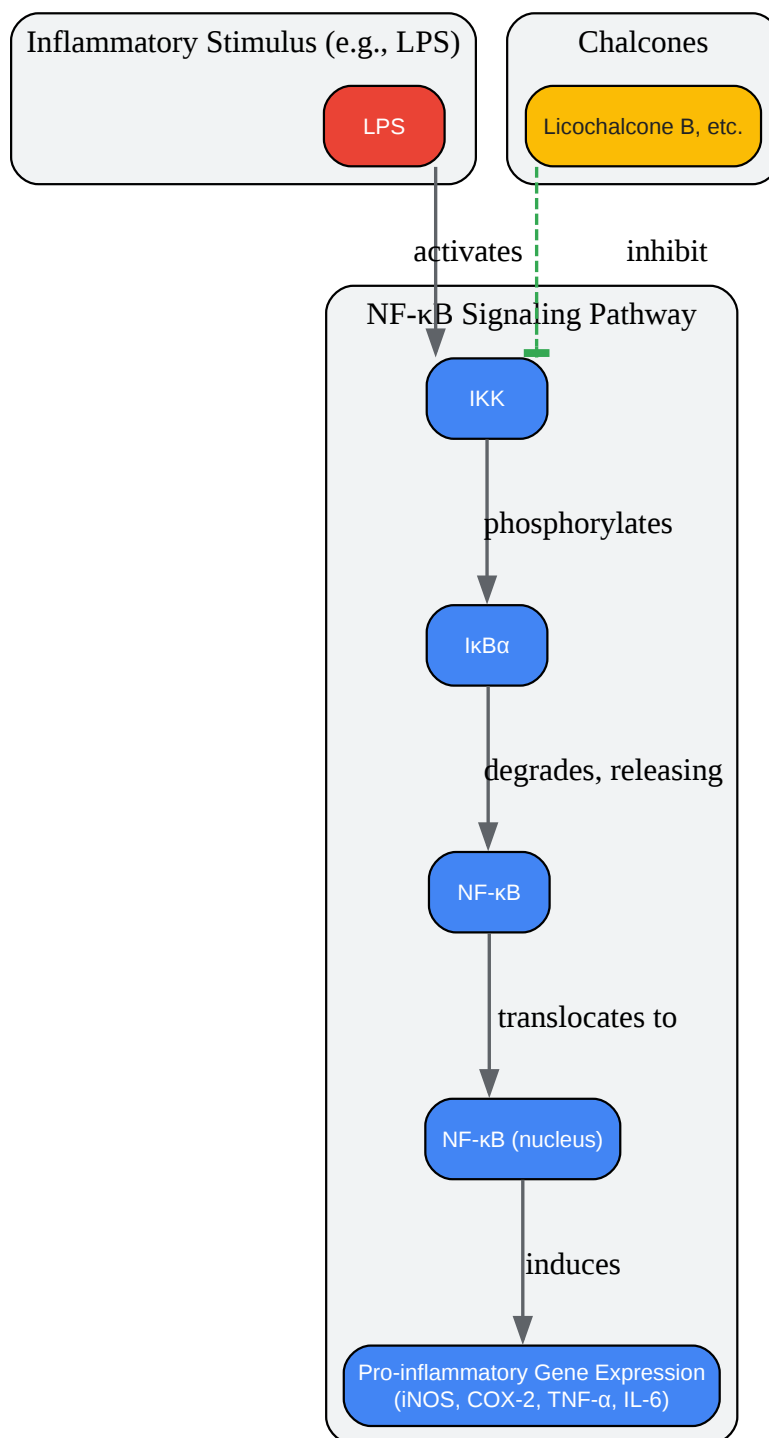 Inflammatory Stimulus (e.g., LPS)
Chalcones
LPS
Licochalcone B, etc.
activates
inhibit
NF-κB Signaling Pathway
IKK
phosphorylates
IκBα
degrades, releasing
NF-κB
translocates to
NF-κB (nucleus)
induces
Pro-inflammatory Gene Expression
(iNOS, COX-2, TNF-α, IL-6)